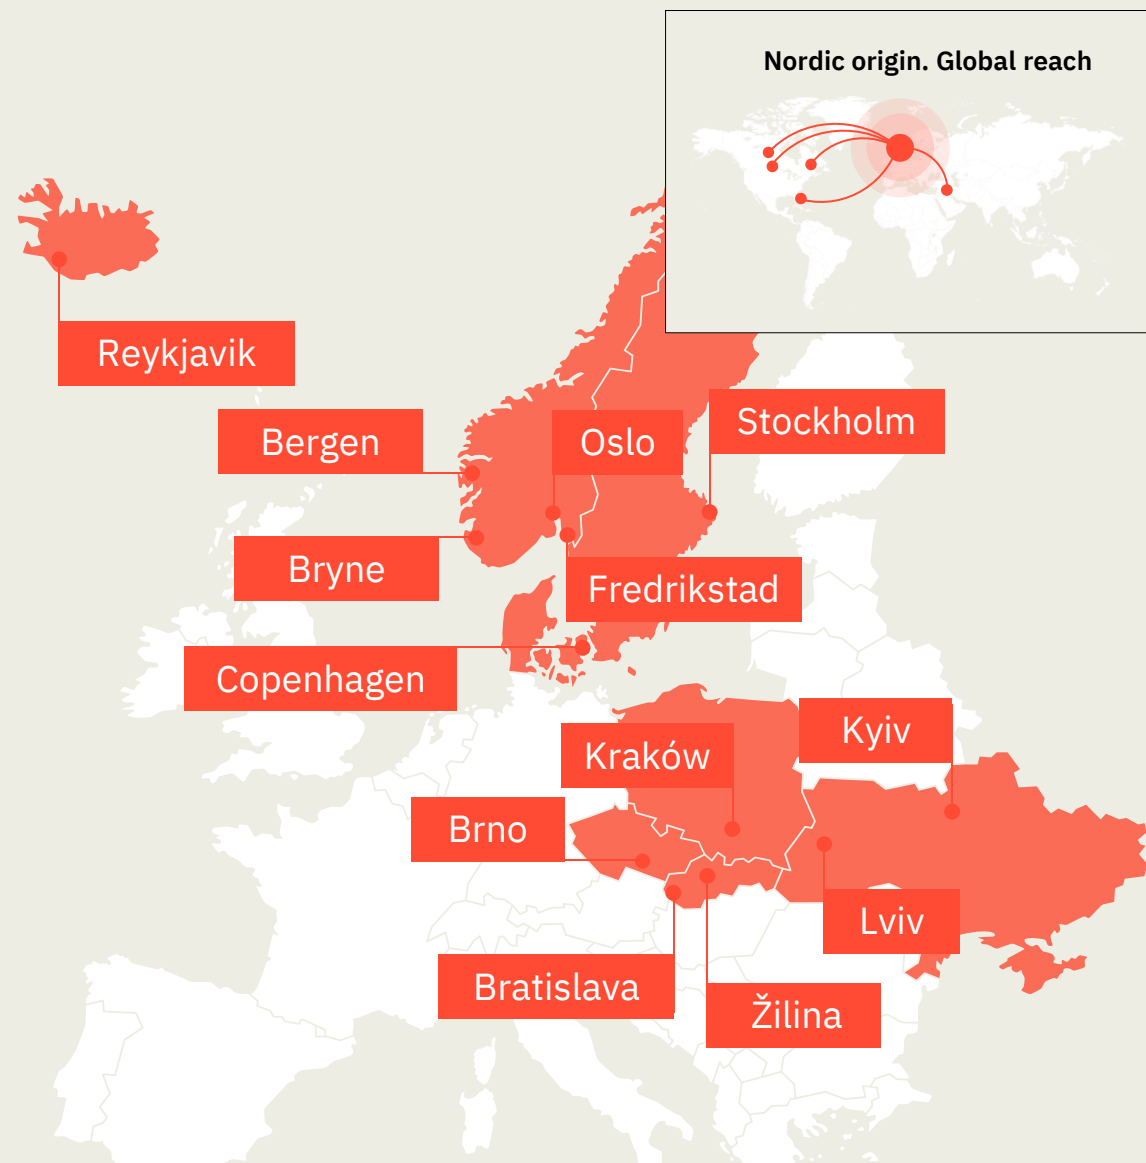 Nordic origin. Global reach
Reykjavik
Bergen
Oslo
Stockholm
Bryne
Fredrikstad
Copenhagen
Kraków
Kyiv
Brno
Lviv
Bratislava
Žilina